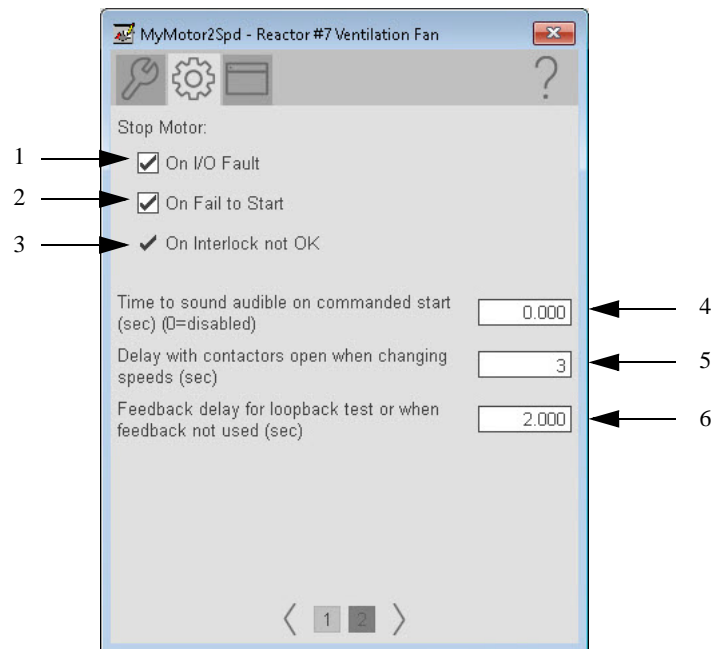 MyMotor2Spd - Reactor #7 Ventilation Fan
?
Stop Motor:
1
On I/O Fault
2
On Fail to Start
3
On Interlock not OK
Time to sound audible on commanded start
(sec) (0=disabled)
0.000
4
Delay with contactors open when changing
speeds (sec)
3
5
Feedback delay for loopback test or when
feedback not used (sec)
2.000
6
1 2